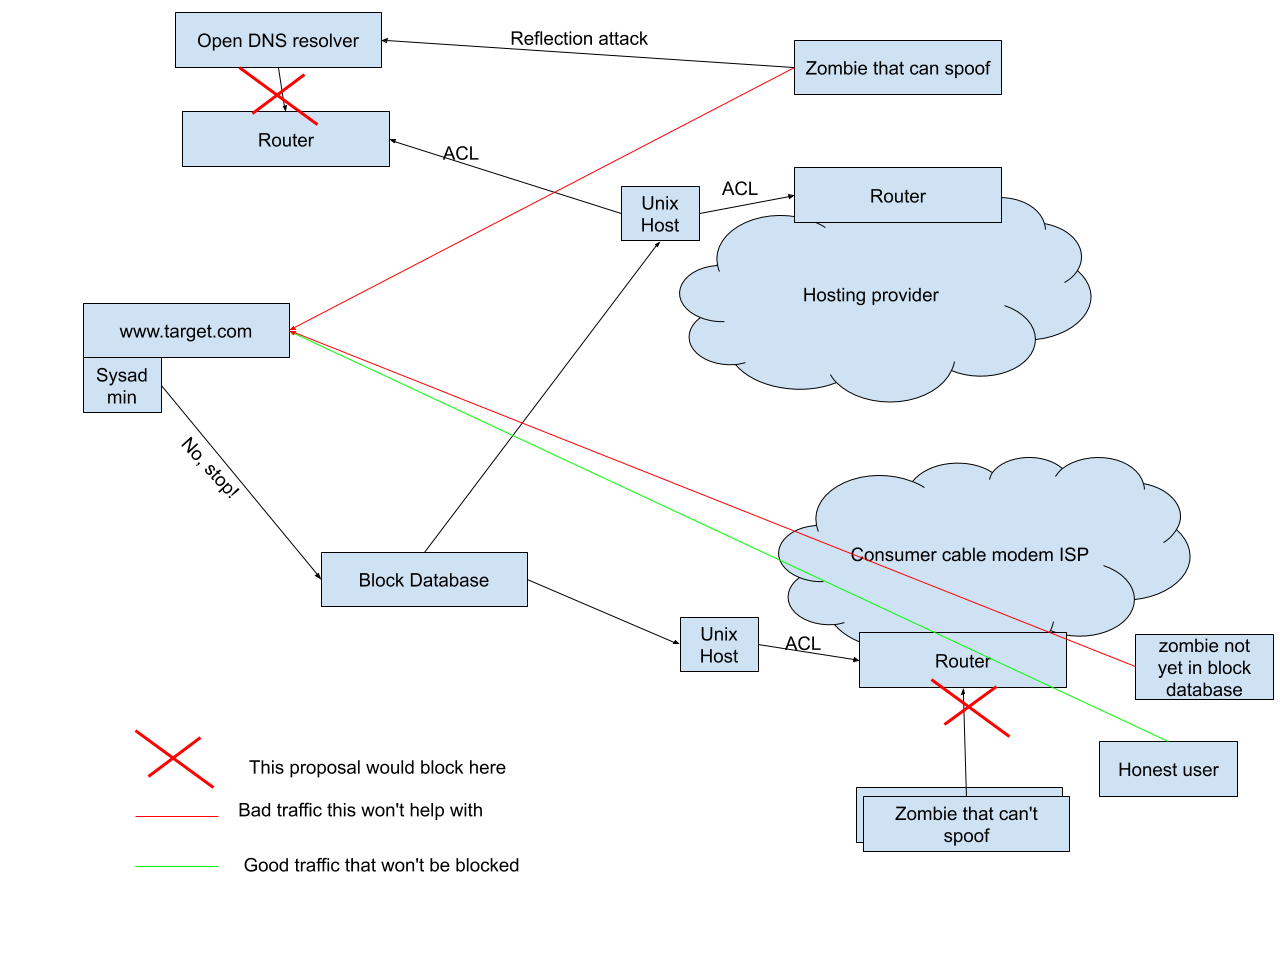 Open DNS resolver
Reflection attack
Zombie that can spoof
Router
ACL
Unix
Host
ACL
Router
Hosting provider
www.target.com
Sysad
min
No, stop!
Block Database
Consumer cable modem ISP
Unix
Host
ACL
Router
zombie not
yet in block
database
Honest user
Zombie that can't
spoof
This proposal would block here
Bad traffic this won't help with
Good traffic that won't be blocked